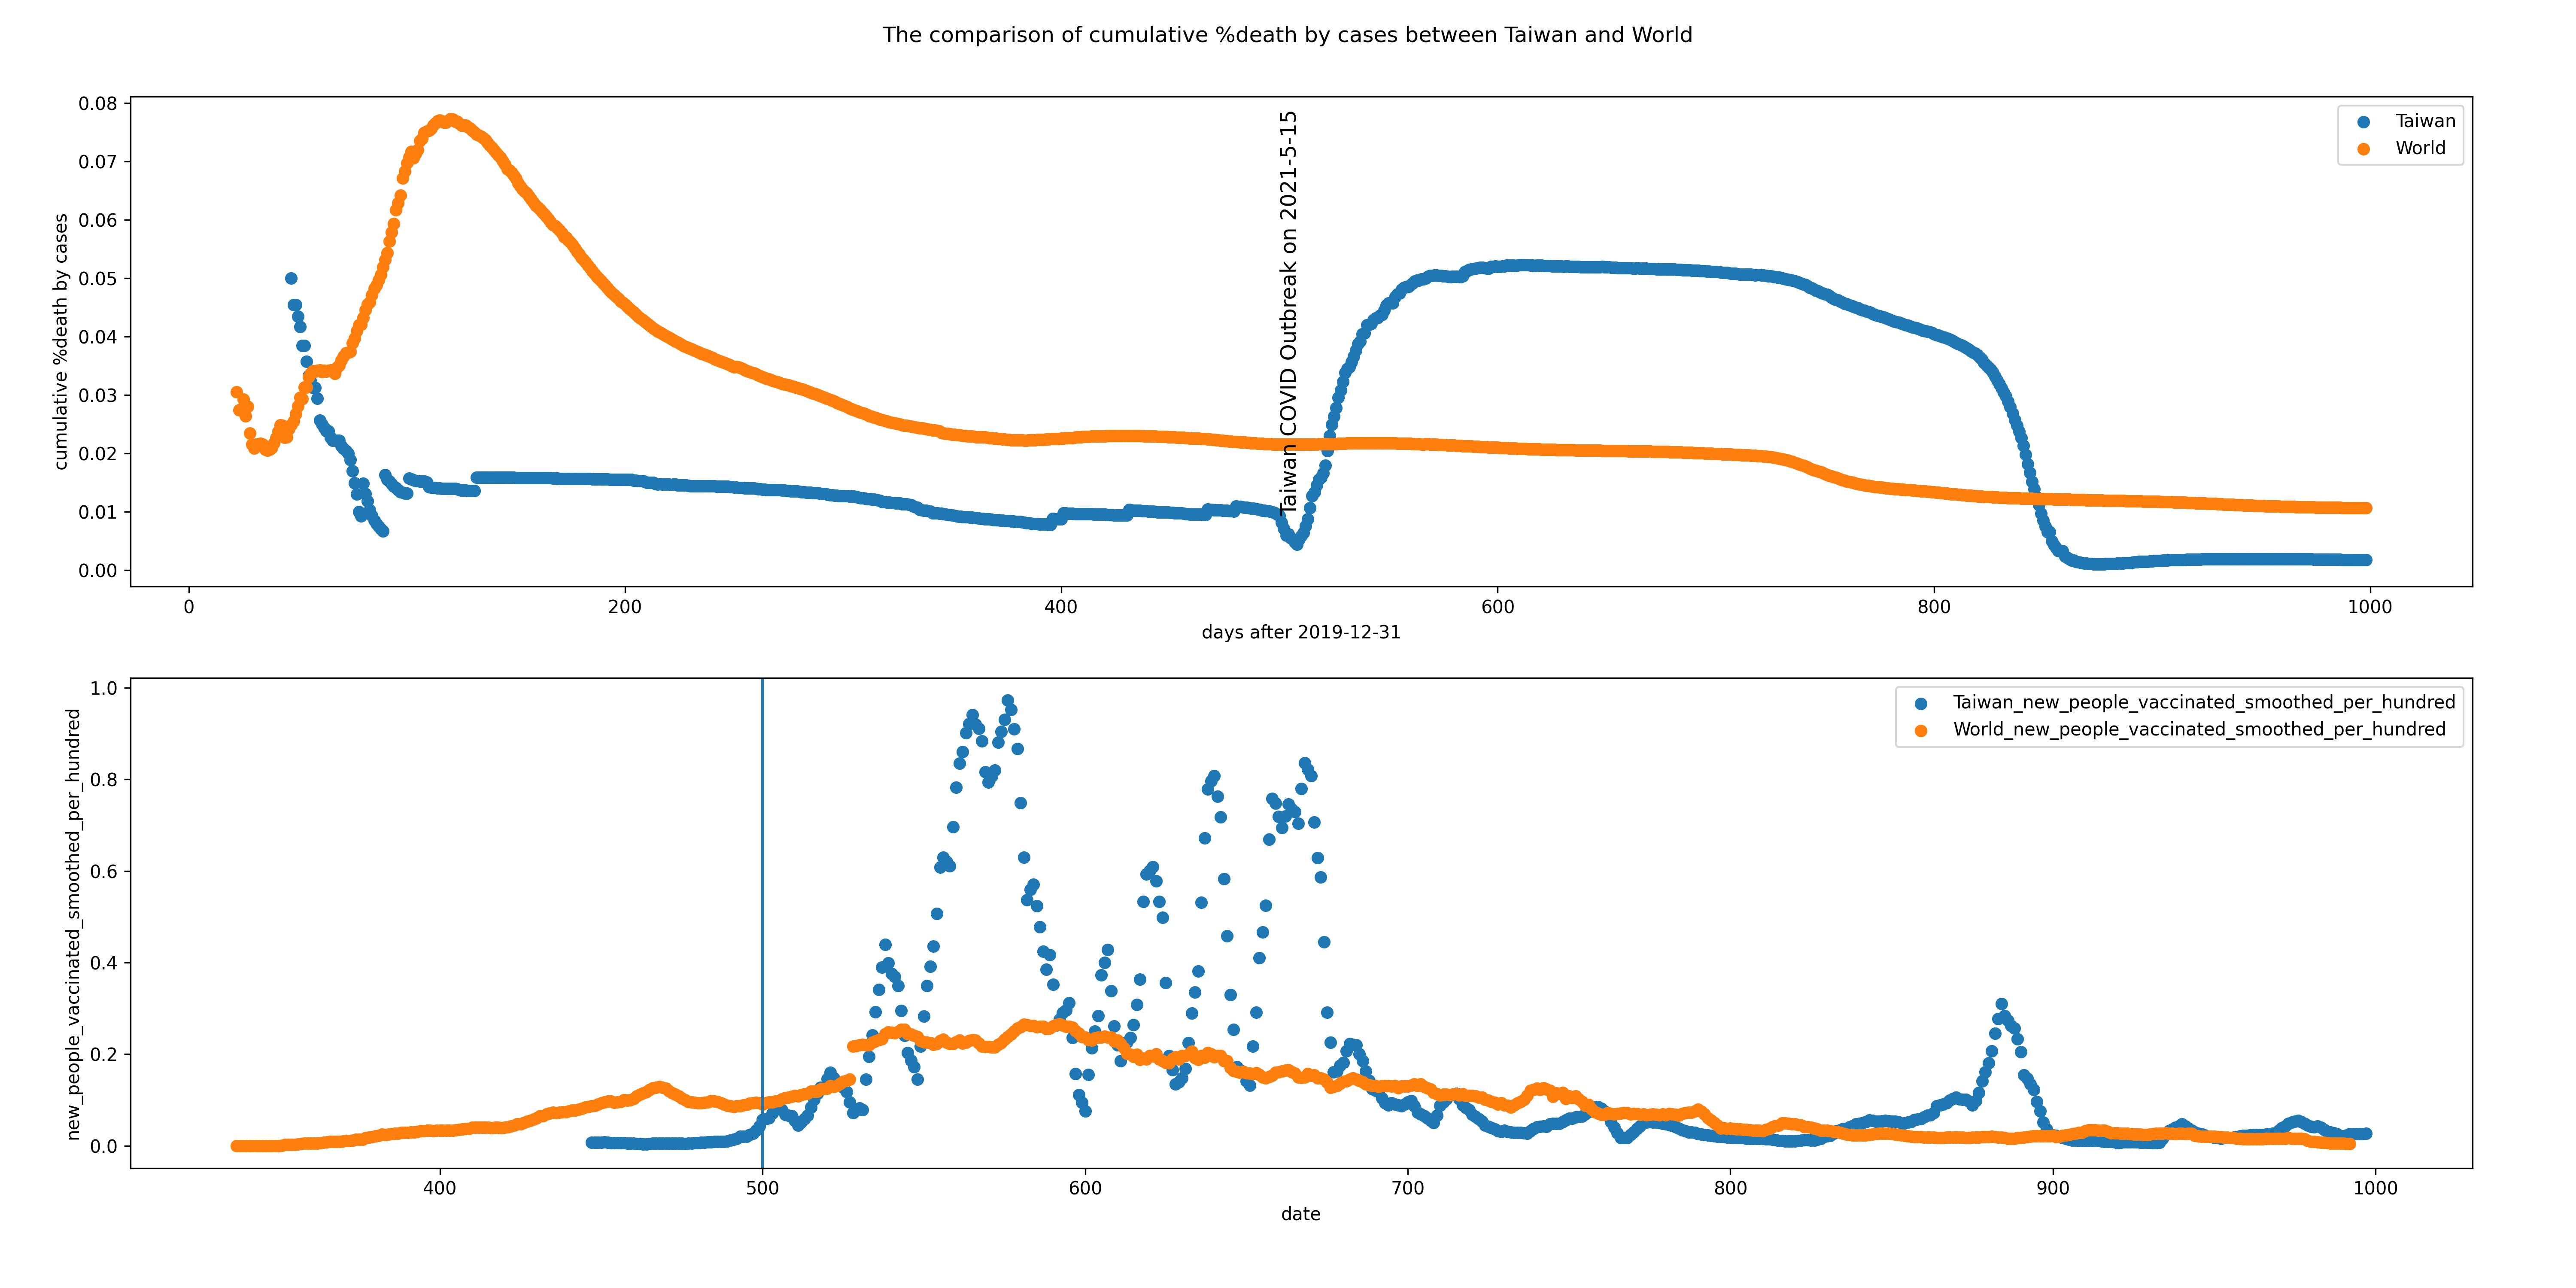 The comparison of cumulative %death by cases between Taiwan and World
cumulative %death by cases
0.08
0.07
0.06
0.05
0.04
0.03
0.02
0.01
0.00
Taiwan COVID Outbreak on 2021-5-15
Taiwan
World
0 200 400 600 800 1000
days after 2019-12-31
new_people_vaccinated_smoothed_per_hundred
1.0
0.8
0.6
0.4
0.2
0.0
Taiwan_new_people_vaccinated_smoothed_per_hundred
World_new_people_vaccinated_smoothed_per_hundred
400 500 600 700 800 900 1000
date